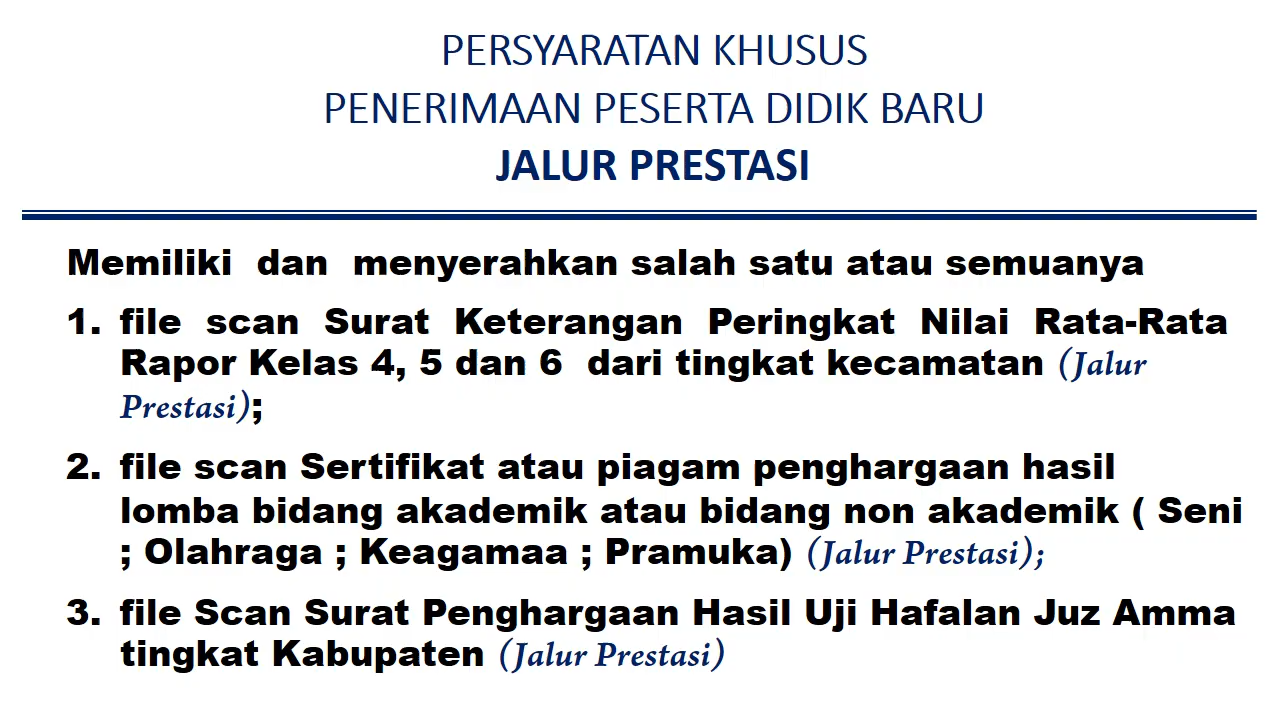 PERSYARATAN KHUSUS
PENERIMAAN PESERTA DIDIK BARU
JALUR PRESTASI
Memiliki dan menyerahkan salah satu atau semuanya
1. file scan Surat Keterangan Peringkat Nilai Rata-Rata
Rapor Kelas 4, 5 dan 6 dari tingkat kecamatan (Jalur
Prestasi);
2. file scan Sertifikat atau piagam penghargaan hasil
lomba bidang akademik atau bidang non akademik ( Seni
; Olahraga ; Keagamaa ; Pramuka) (Jalur Prestasi);
3. file Scan Surat Penghargaan Hasil Uji Hafalan Juz Amma
tingkat Kabupaten (Jalur Prestasi)